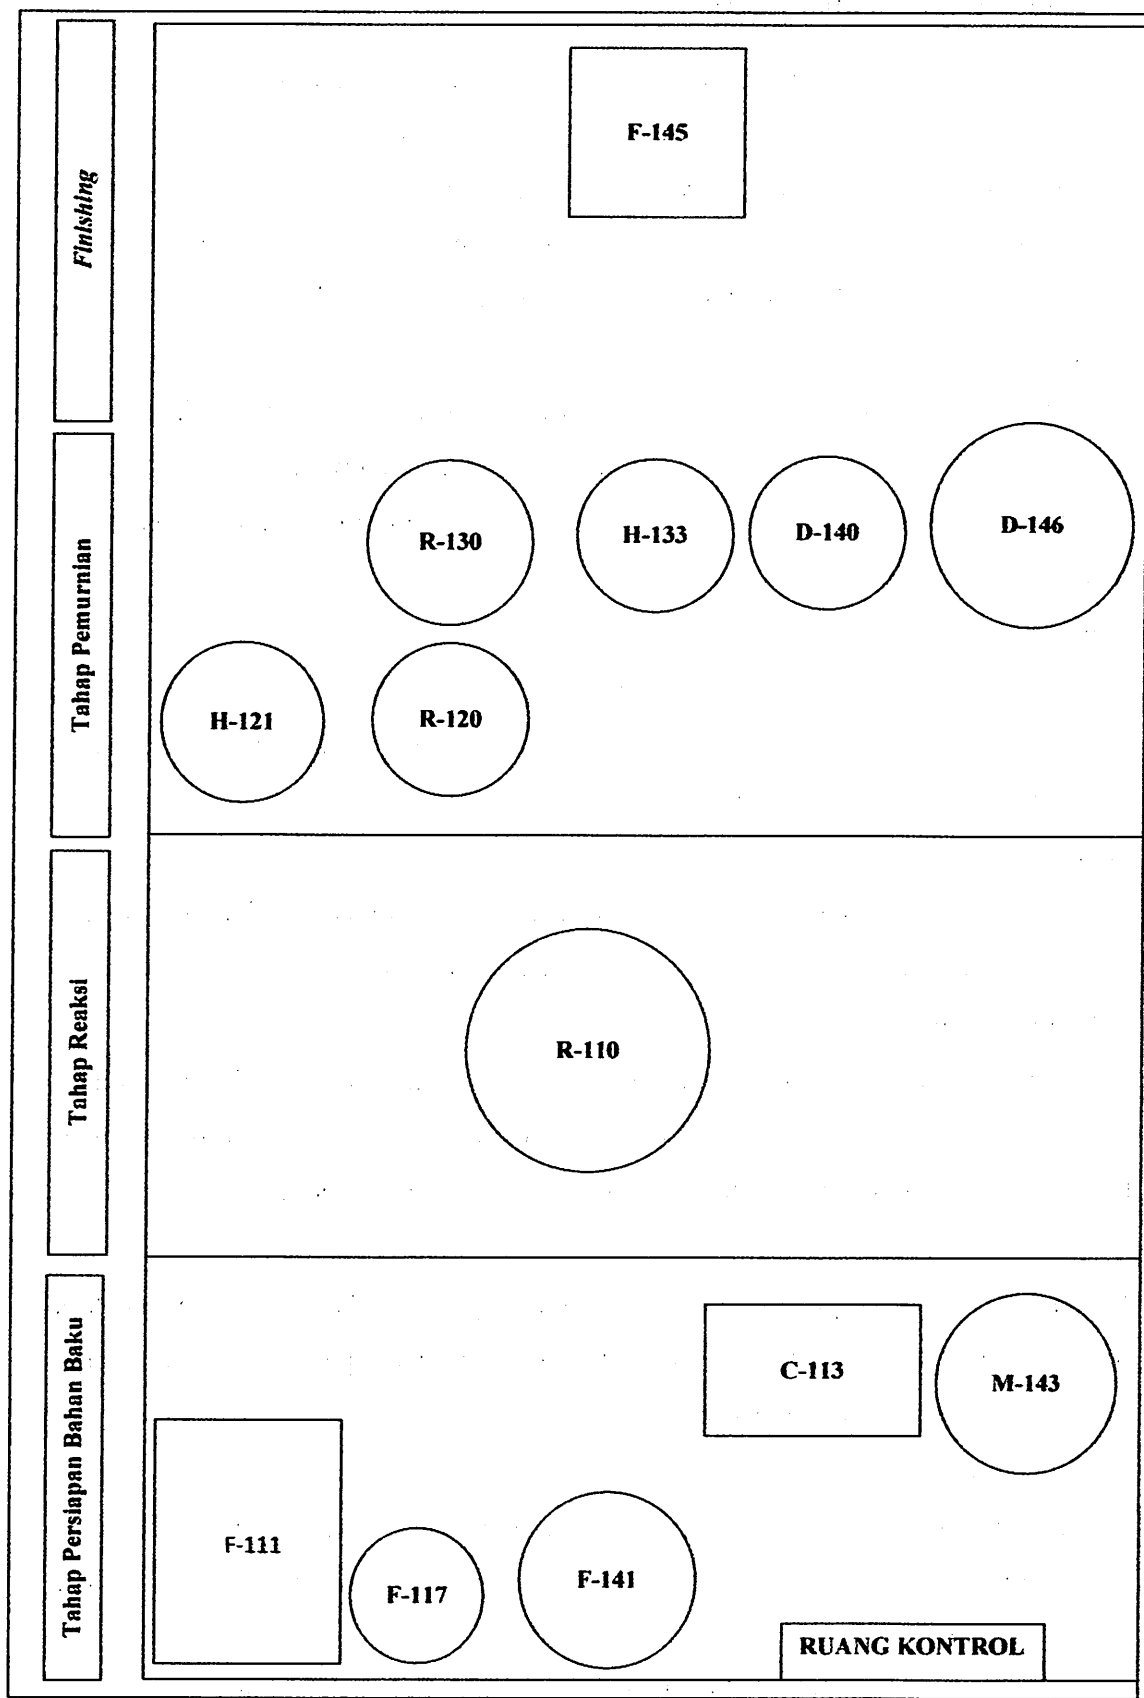 Finishing
F-145
Tahap Pemurnian
R-130
H-133
D-140
D-146
H-121
R-120
Tahap Reaksi
R-110
Tahap Persiapan Bahan Baku
C-113
M-143
F-111
F-117
F-141
RUANG KONTROL